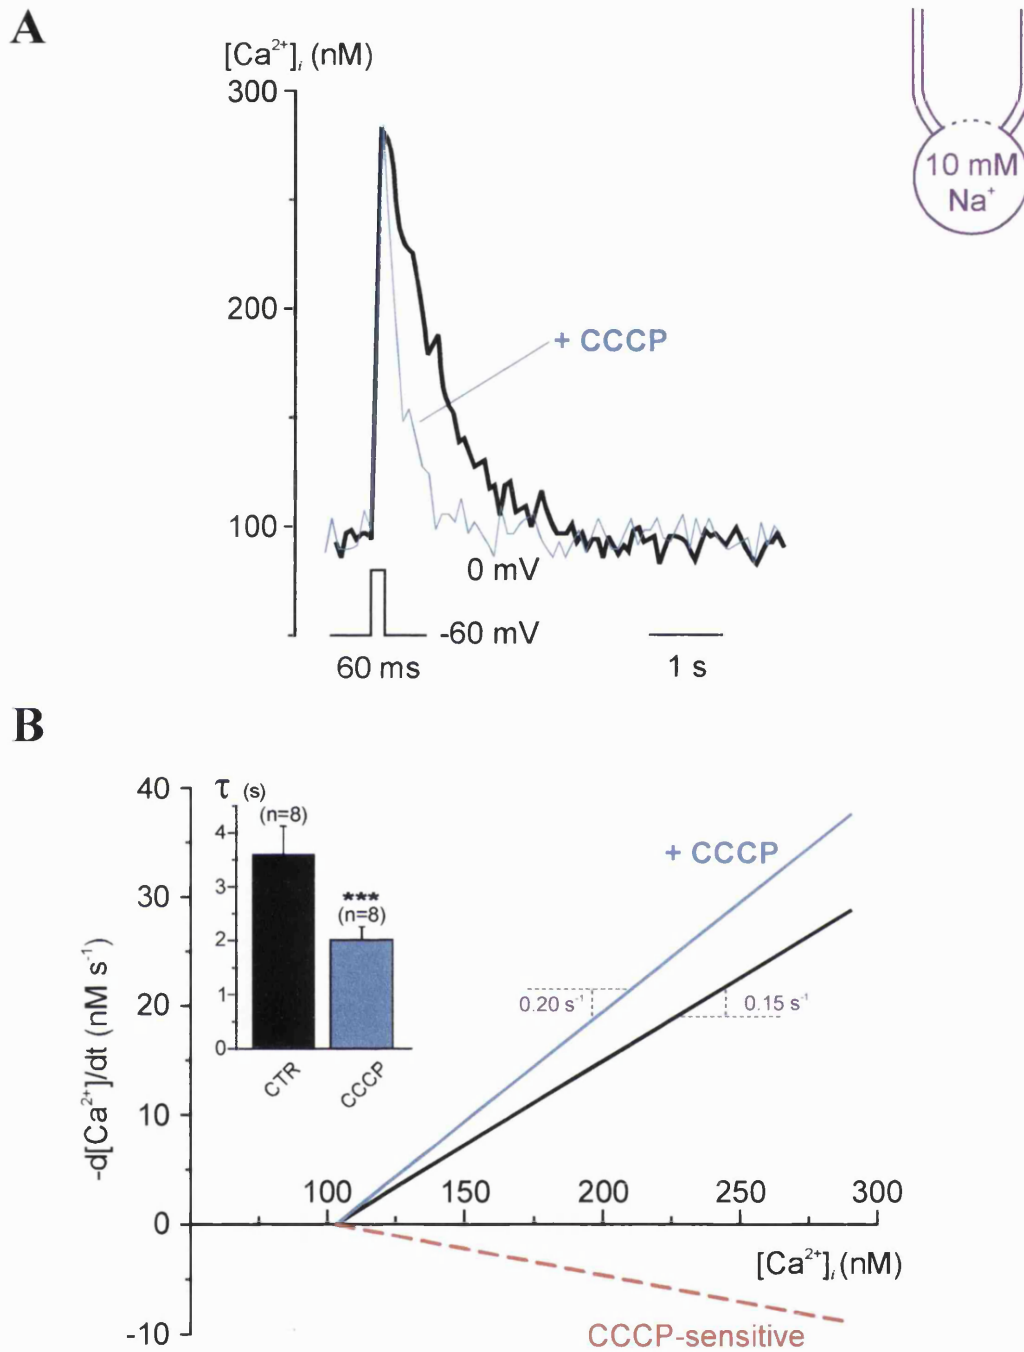 A
[Ca²⁺]ᵢ (nM)
300
200
100
+ CCCP
10 mM
Na⁺
0 mV
-60 mV
60 ms
1 s
B
40
30
20
10
0
-10
-d[Ca²⁺]/dt (nM s⁻¹)
τ (s)
(n=8)
4
3
2
1
0
***
(n=8)
CTR
CCCP
+ CCCP
0.20 s⁻¹
0.15 s⁻¹
100 150 200 250 300
[Ca²⁺]ᵢ (nM)
CCCP-sensitive